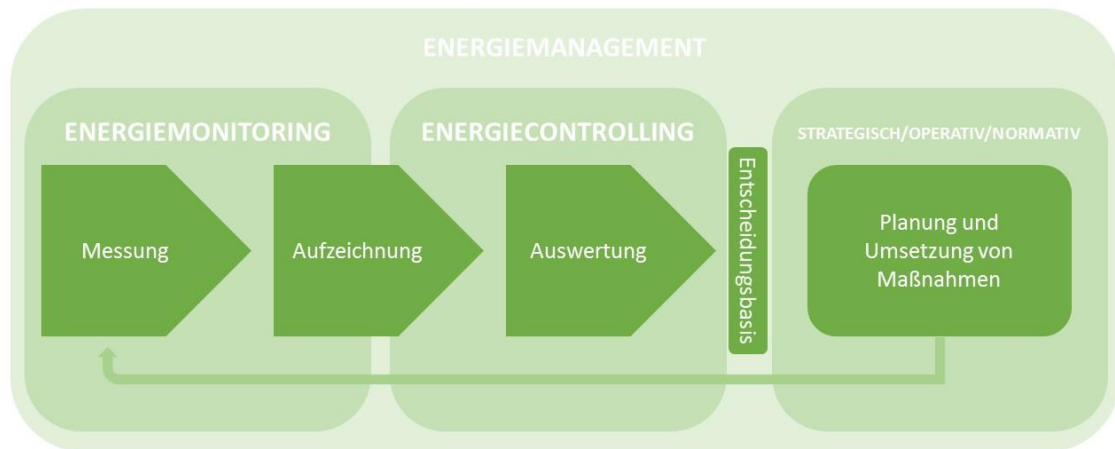 ENERGIEMANAGEMENT
ENERGIEMONITORING
ENERGIECONTROLLING
STRATEGISCH/OPERATIV/NORMATIV
Messung
Aufzeichnung
Auswertung
Entscheidungsbasis
Planung und
Umsetzung von
Maßnahmen